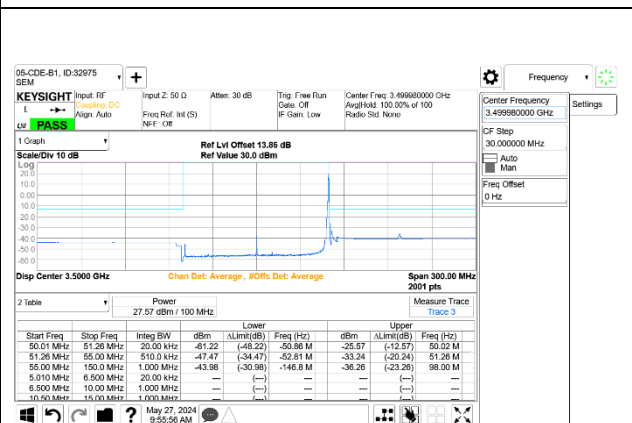 05-CDE-B1, ID:32975
SEM
Frequency
KEYSIGHT Input: RF Input Z: 50 Ω Atten: 30 dB Trig: Free Run Center Freq: 3.499980000 GHz
L Coupling: DC Gate: Off Avg|Hold: 100.00% of 100
Align: Auto Freq Ref: Int (S) IF Gain: Low Radio Std: None
PASS NFE: Off
Center Frequency
3.499980000 GHz
Settings
CF Step
30.000000 MHz
Auto
Man
Freq Offset
0 Hz
1 Graph
Scale/Div 10 dB
Ref Lvl Offset 13.86 dB
Ref Value 30.0 dBm
Log
20.0
10.0
0.00
-10.0
-20.0
-30.0
-40.0
-50.0
-60.0
Disp Center 3.5000 GHz Chan Det: Average, #Offs Det: Average Span 300.00 MHz
2001 pts
2 Table Power Measure Trace
27.57 dBm / 100 MHz Trace 3
Lower Upper
Start Freq Stop Freq Integ BW dBm ΔLimit(dB) Freq (Hz) dBm ΔLimit(dB) Freq (Hz)
50.01 MHz 51.26 MHz 20.00 kHz -61.22 (-48.22) -50.86 M -25.57 (-12.57) 50.02 M
51.26 MHz 55.00 MHz 510.0 kHz -47.47 (-34.47) -52.81 M -33.24 (-20.24) 51.26 M
55.00 MHz 150.0 MHz 1.000 MHz -43.98 (-30.98) -146.8 M -36.26 (-23.26) 98.00 M
5.010 MHz 6.500 MHz 20.00 kHz --- (---) --- (---) ---
6.500 MHz 10.00 MHz 1.000 MHz --- (---) --- --- (---) ---
10.50 MHz 15.00 MHz 1.000 MHz --- (---) --- --- (---) ---
May 27, 2024
9:55:56 AM